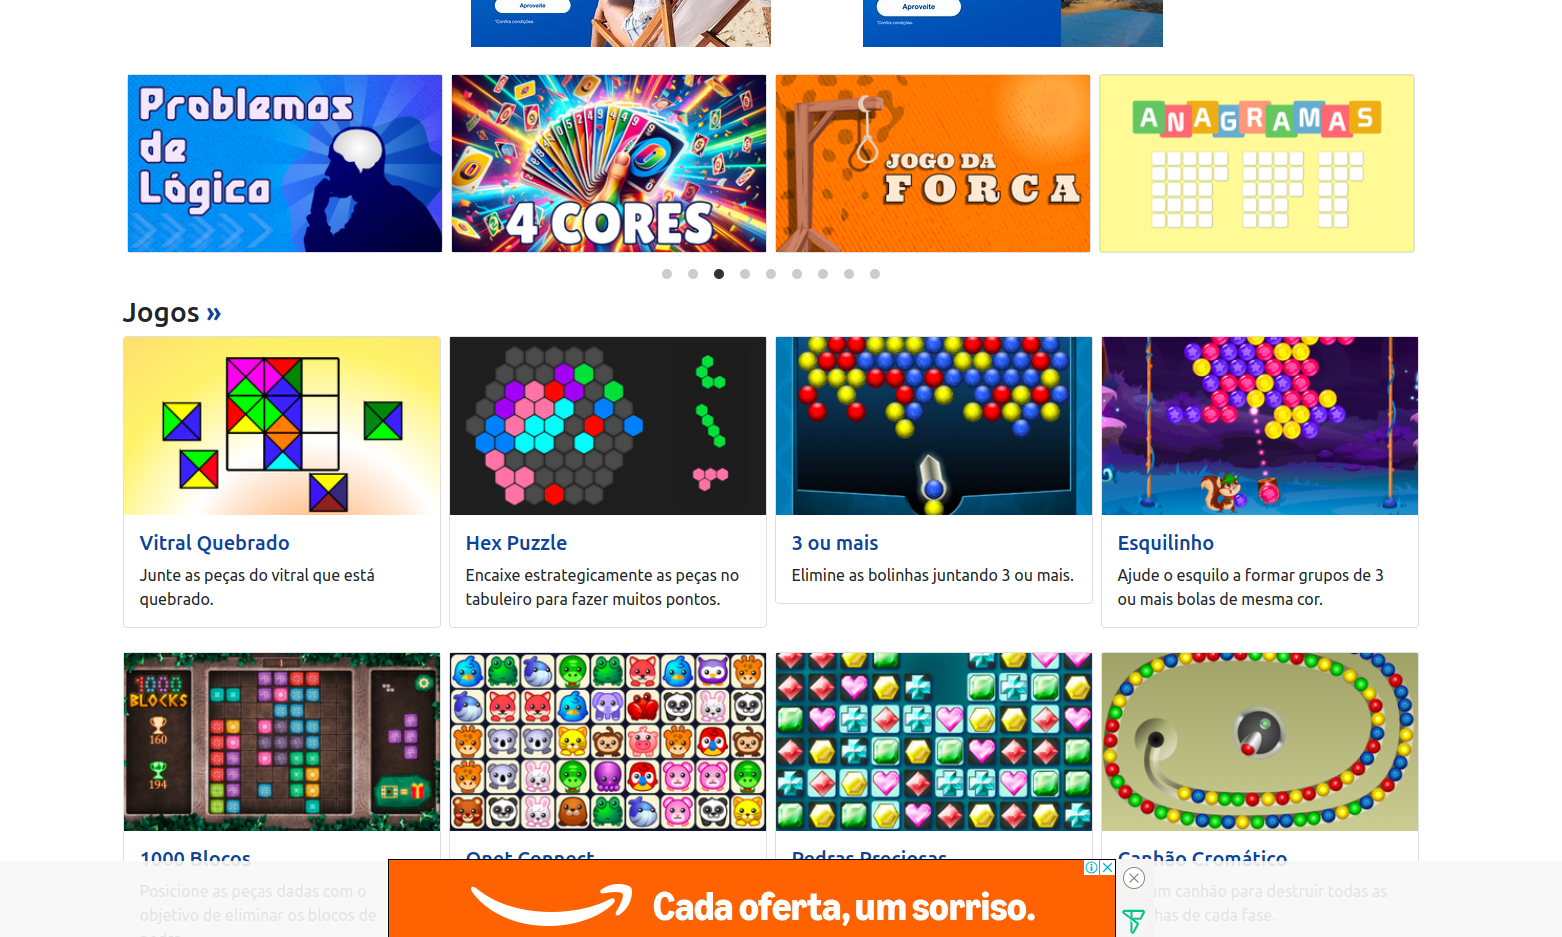 Aproveite
*Confira condições.
Aproveite
*Confira condições.
Problemas
de
Lógica
4 CORES
JOGO DA
FORCA
ANAGRAMAS
Jogos »
Vitral Quebrado
Junte as peças do vitral que está
quebrado.
Hex Puzzle
Encaixe estrategicamente as peças no
tabuleiro para fazer muitos pontos.
3 ou mais
Elimine as bolinhas juntando 3 ou mais.
Esquilinho
Ajude o esquilo a formar grupos de 3
ou mais bolas de mesma cor.
1000
BLOCKS
160
194
1
1000 Blocos
Posicione as peças dadas com o
objetivo de eliminar os blocos de
Onet Connect
Pedras Preciosas
Canhão Cromático
um canhão para destruir todas as
has de cada fase.
Cada oferta, um sorriso.